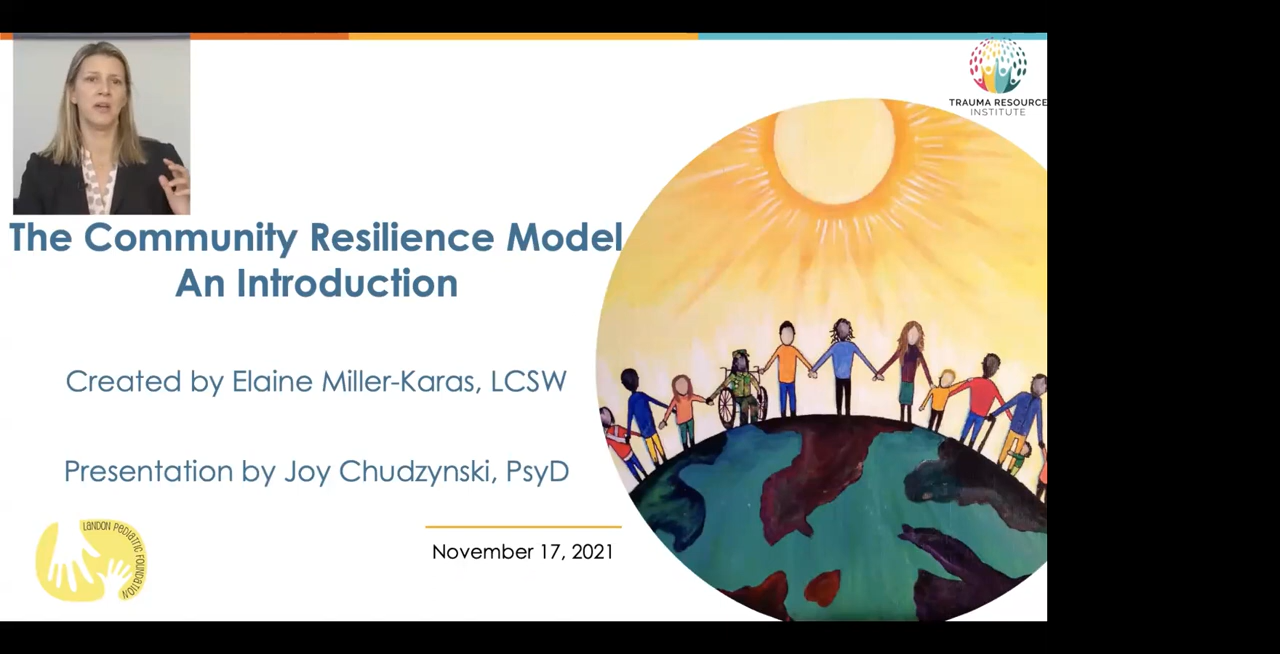 TRAUMA RESOURCE
INSTITUTE
The Community Resilience Model
An Introduction
Created by Elaine Miller-Karas, LCSW
Presentation by Joy Chudzynski, PsyD
LANDON PEDIATRIC FOUNDATION
November 17, 2021